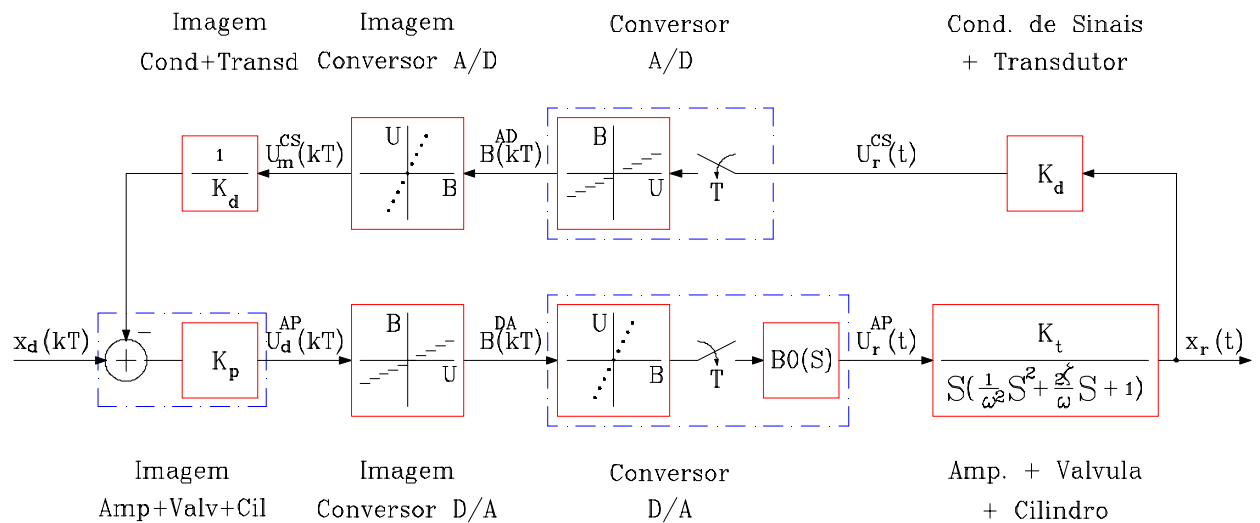 Imagem
Cond+Transd
Imagem
Conversor A/D
Conversor
A/D
Cond. de Sinais
+ Transdutor
1
K_d
U_m^CS(kT)
U
B
B^AD(kT)
B
U
T
U_r^CS(t)
K_d
x_d(kT)
−
+
K_p
U_d^AP(kT)
B
U
B^DA(kT)
U
B
T
B0(S)
U_r^AP(t)
K_t
S(1/ω² S² + 2ξ/ω S + 1)
x_r(t)
Imagem
Amp+Valv+Cil
Imagem
Conversor D/A
Conversor
D/A
Amp. + Valvula
+ Cilindro